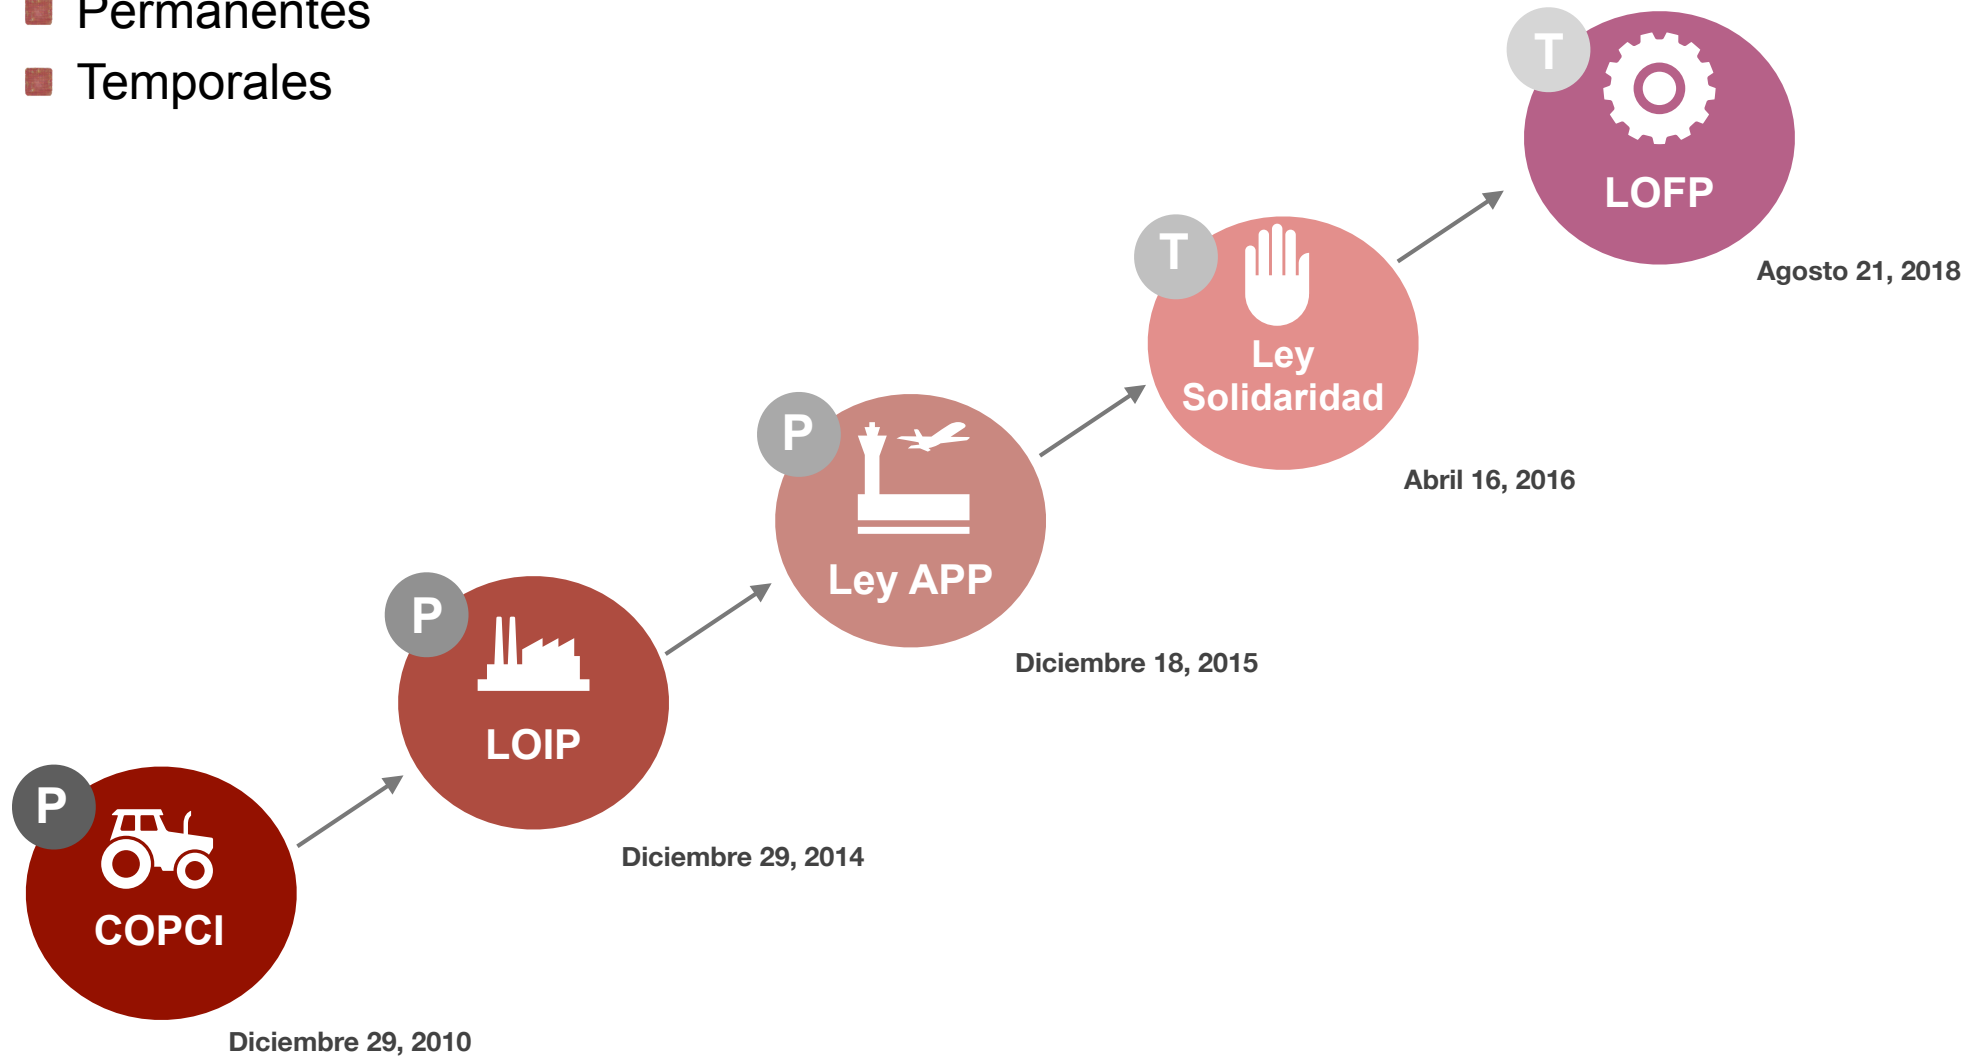 Permanentes
Temporales
T
LOFP
Agosto 21, 2018
T
Ley
Solidaridad
Abril 16, 2016
P
Ley APP
Diciembre 18, 2015
P
LOIP
Diciembre 29, 2014
P
COPCI
Diciembre 29, 2010